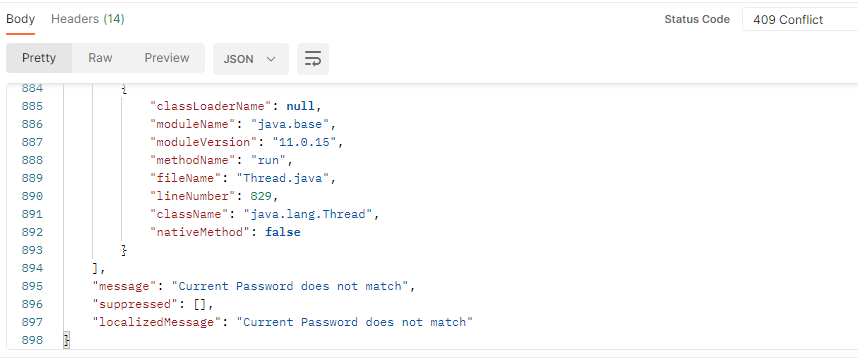 Body Headers (14) Status Code 409 Conflict
Pretty Raw Preview JSON
884 {
885 "classLoaderName": null,
886 "moduleName": "java.base",
887 "moduleVersion": "11.0.15",
888 "methodName": "run",
889 "fileName": "Thread.java",
890 "lineNumber": 829,
891 "className": "java.lang.Thread",
892 "nativeMethod": false
893 }
894 ],
895 "message": "Current Password does not match",
896 "suppressed": [],
897 "localizedMessage": "Current Password does not match"
898 }